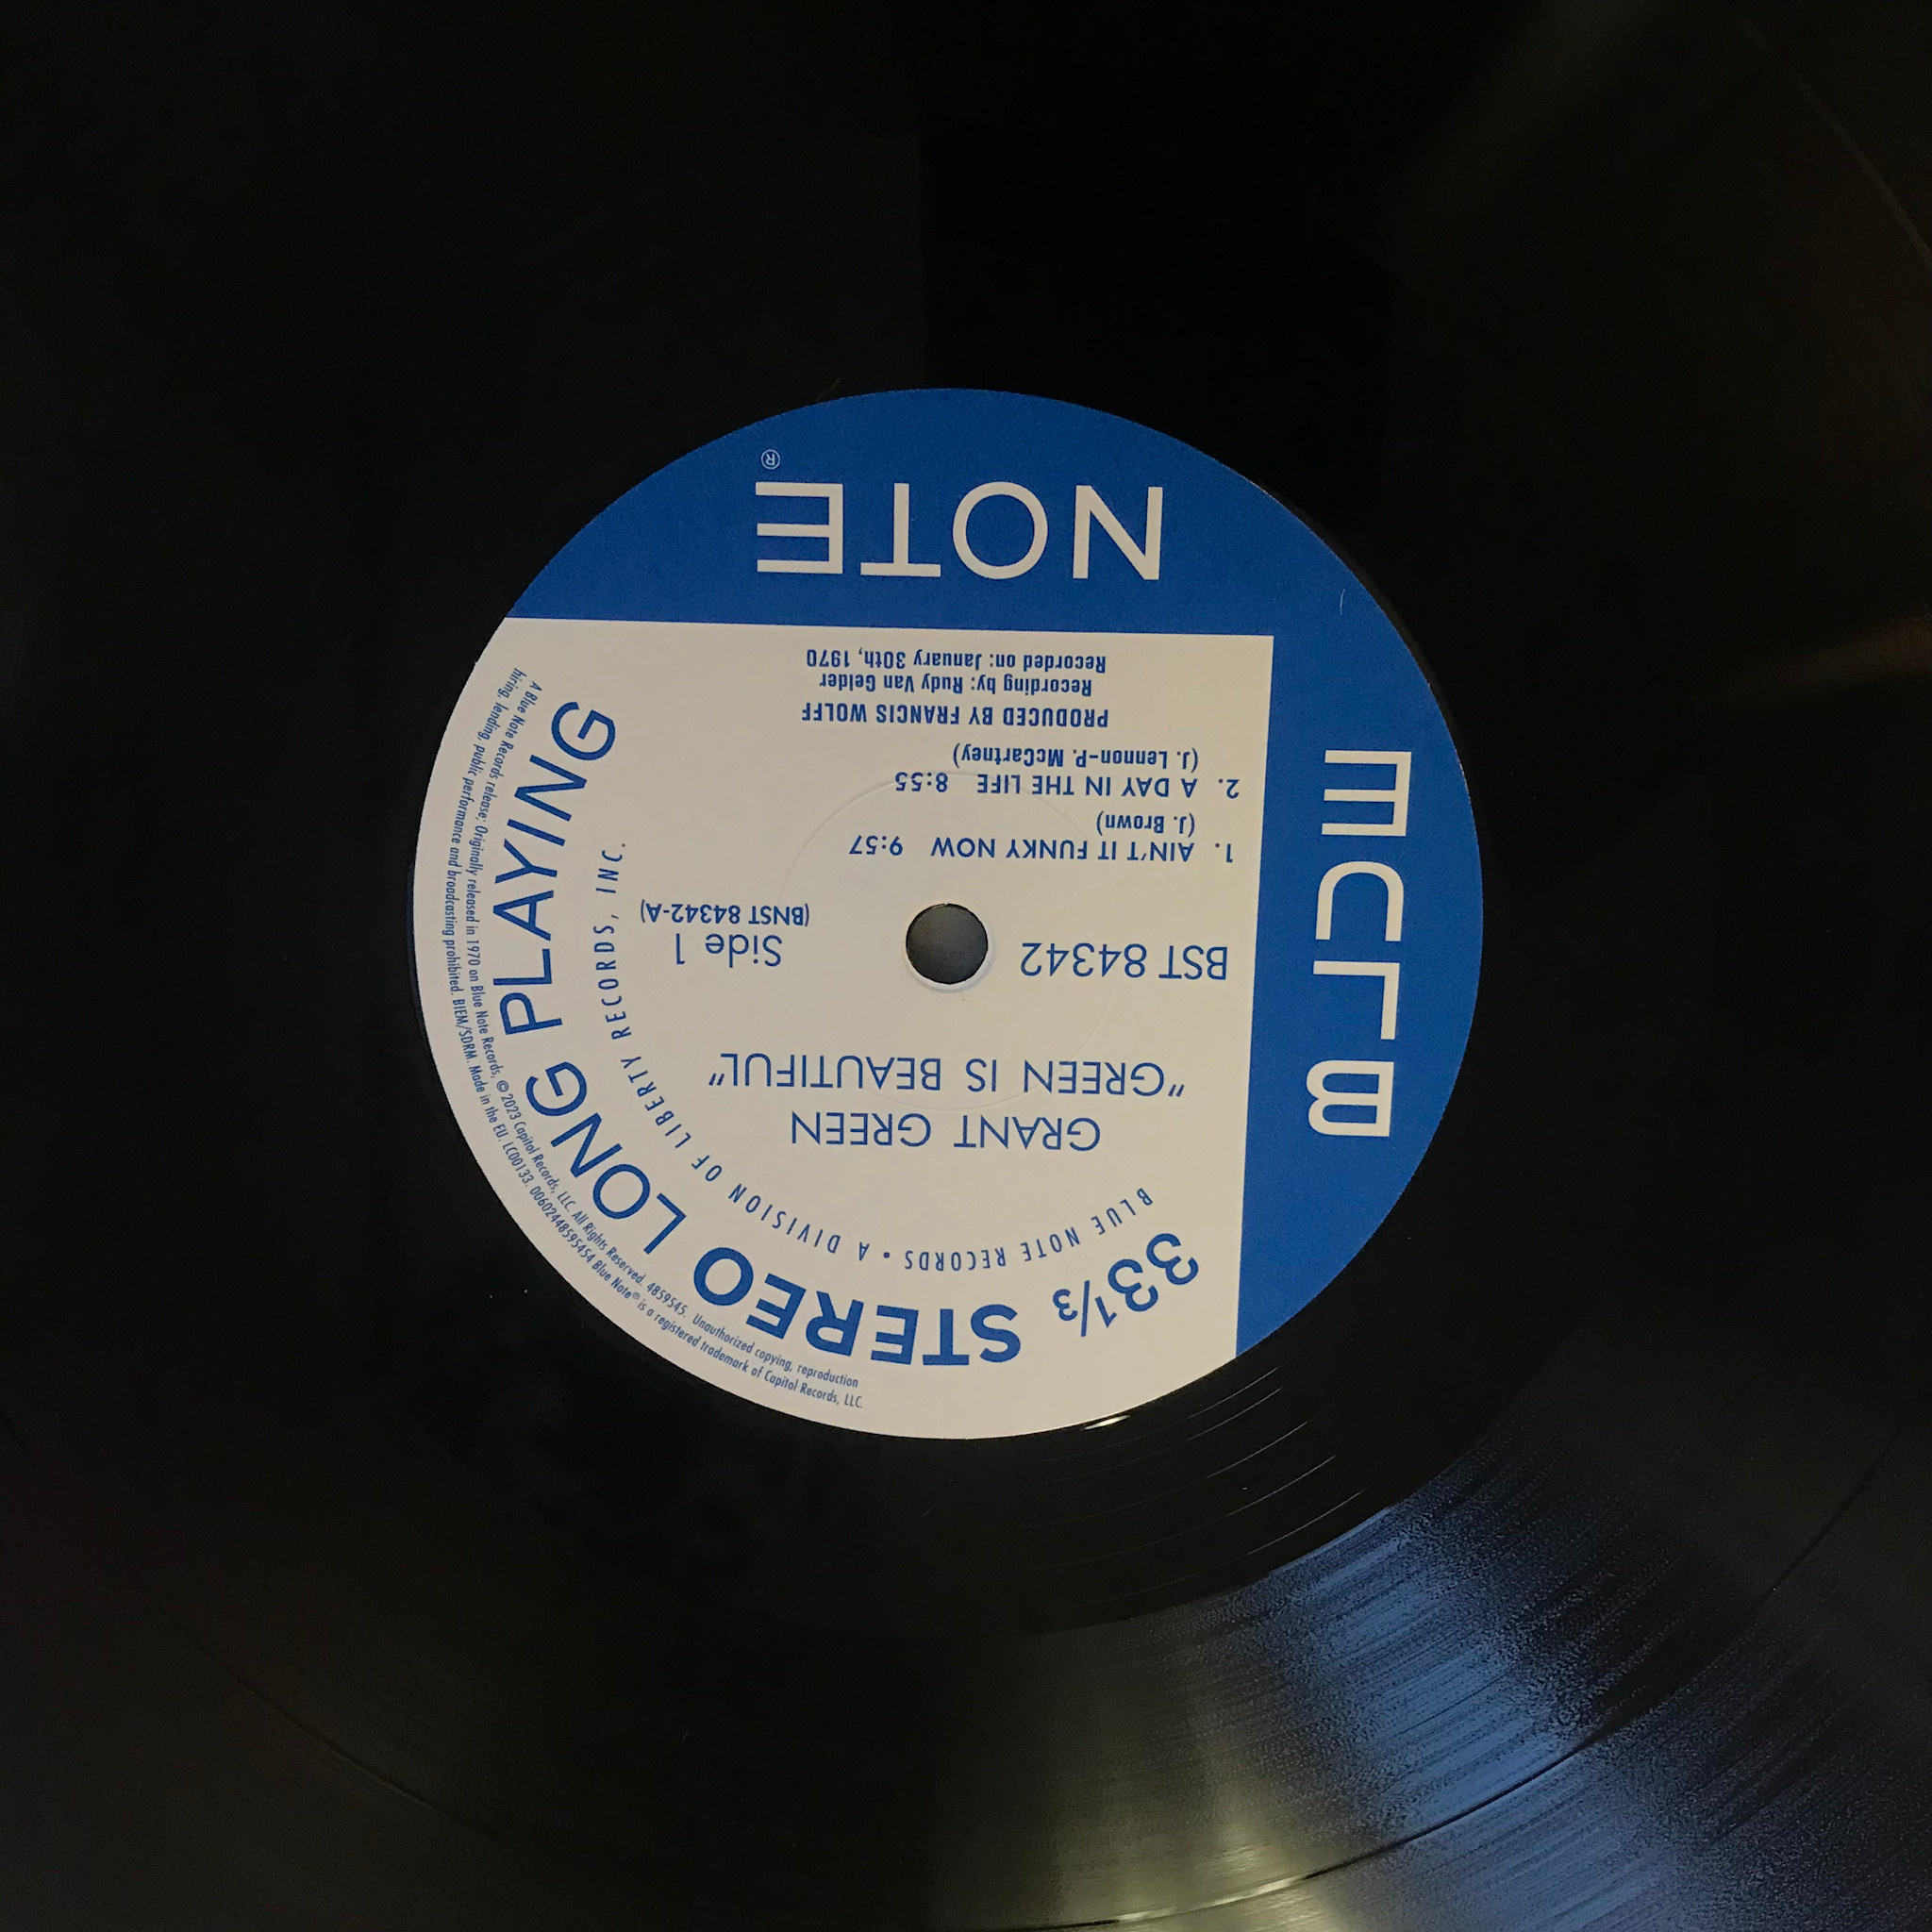 33 1/3 STEREO LONG PLAYING
BLUE NOTE RECORDS • A DIVISION OF LIBERTY RECORDS, INC.
GRANT GREEN
"GREEN IS BEAUTIFUL"
BST 84342
Side 1
(BNST 84342-A)
1. AIN'T IT FUNKY NOW 9:57
(J. Brown)
2. A DAY IN THE LIFE 8:55
(J. Lennon-P. McCartney)
PRODUCED BY FRANCIS WOLFF
Recording by: Rudy Van Gelder
Recorded on: January 30th, 1970
BLUE
NOTE®
A Blue Note Records release; Originally released in 1970 on Blue Note Records, © 2023 Capitol Records, LLC. All Rights Reserved. 4859545. Unauthorized copying, reproduction
hiring, lending, public performance and broadcasting prohibited. BIEM/SDRM. Made in the EU. LC00133. 00602448595454 Blue Note® is a registered trademark of Capitol Records, LLC.